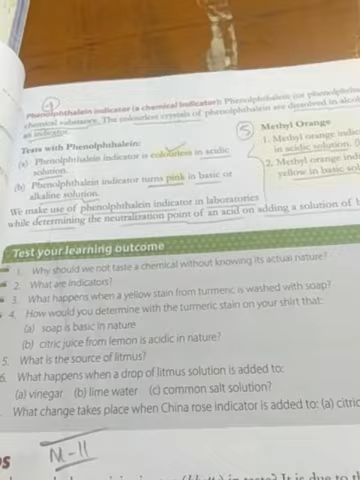 4
Phenolphthalein indicator (a chemical indicator): Phenolphthalein (or phenolphtha
chemical substance. The colourless crystals of phenolphthalein are dissolved in alco
an indicator.
Tests with Phenolphthalein:
(a) Phenolphthalein indicator is colourless in acidic
solution.
(b) Phenolphthalein indicator turns pink in basic or
alkaline solution.
5 Methyl Orange
1. Methyl orange indi
in acidic solution.
2. Methyl orange ind
yellow in basic sol
We make use of phenolphthalein indicator in laboratories
while determining the neutralization point of an acid on adding a solution of
Test your learning outcome
1. Why should we not taste a chemical without knowing its actual nature?
2. What are indicators?
3. What happens when a yellow stain from turmeric is washed with soap?
4. How would you determine with the turmeric stain on your shirt that:
(a) soap is basic in nature
(b) citric juice from lemon is acidic in nature?
5. What is the source of litmus?
6. What happens when a drop of litmus solution is added to:
(a) vinegar (b) lime water (c) common salt solution?
What change takes place when China rose indicator is added to: (a) citric
M-11